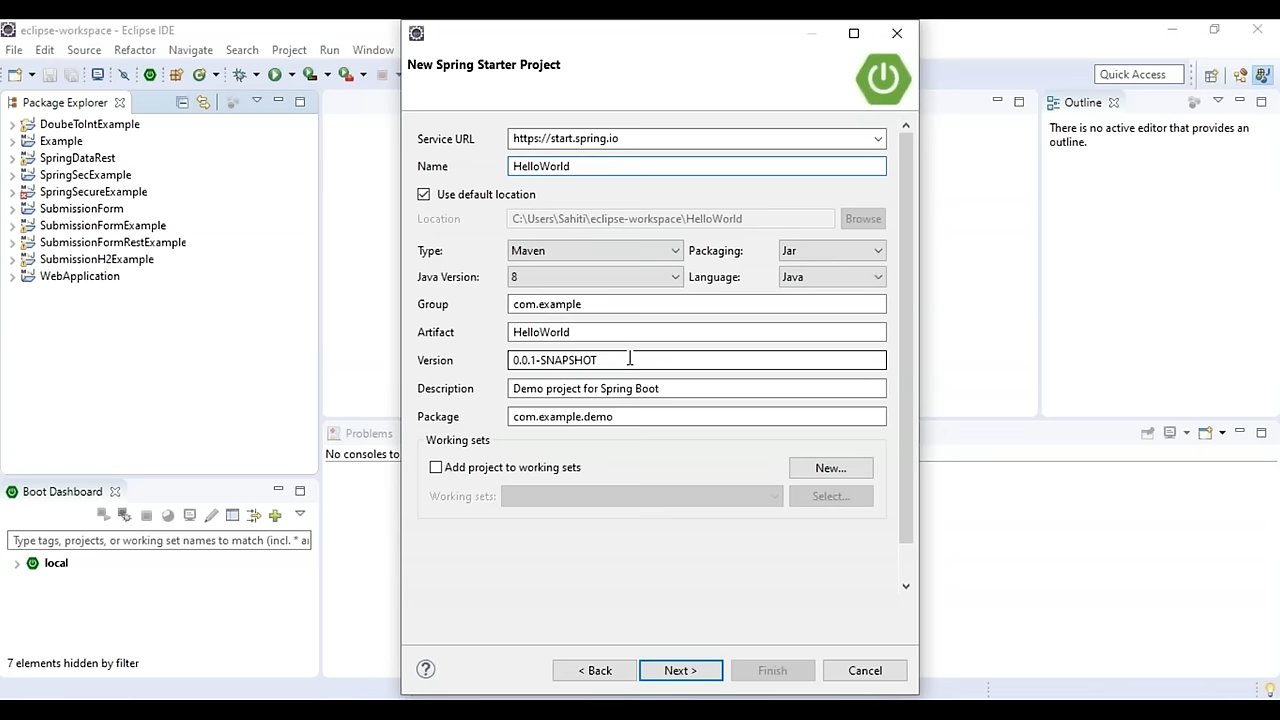 eclipse-workspace - Eclipse IDE
File Edit Source Refactor Navigate Search Project Run Window
Quick Access
Package Explorer
DoubeToIntExample
Example
SpringDataRest
SpringSecExample
SpringSecureExample
SubmissionForm
SubmissionFormExample
SubmissionFormRestExample
SubmissionH2Example
WebApplication
Boot Dashboard
Type tags, projects, or working set names to match (incl. * a
local
7 elements hidden by filter
New Spring Starter Project
Service URL https://start.spring.io
Name HelloWorld
Use default location
Location C:\Users\Sahiti\eclipse-workspace\HelloWorld Browse
Type: Maven Packaging: Jar
Java Version: 8 Language: Java
Group com.example
Artifact HelloWorld
Version 0.0.1-SNAPSHOT
Description Demo project for Spring Boot
Package com.example.demo
Working sets
Add project to working sets New...
Working sets: Select...
? < Back Next > Finish Cancel
Problems
No consoles to
Outline
There is no active editor that provides an
outline.